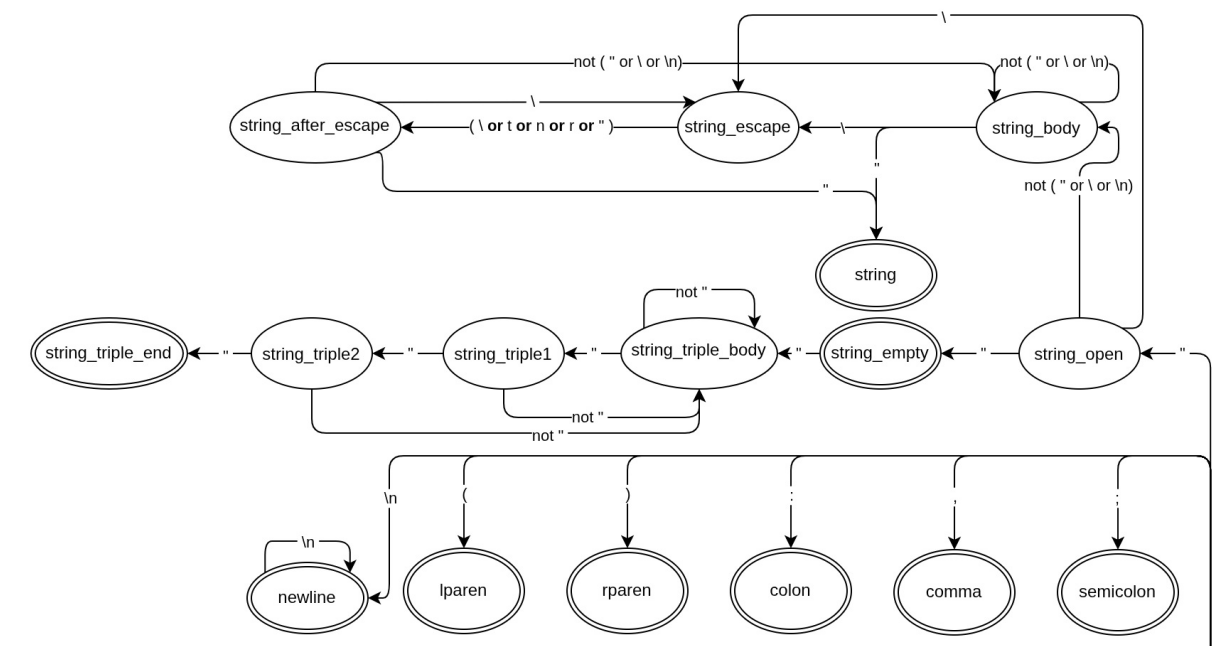 \
not ( " or \ or \n)
not ( " or \ or \n)
string_after_escape
\
( \ or t or n or r or " )
string_escape
\
string_body
"
"
not ( " or \ or \n)
string
not "
string_triple_end
"
string_triple2
"
string_triple1
"
string_triple_body
"
string_empty
"
string_open
"
not "
not "
\n
(
)
:
,
;
\n
newline
lparen
rparen
colon
comma
semicolon